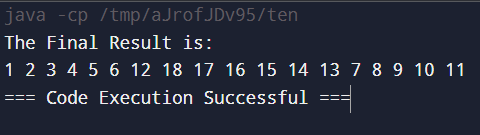 java -cp /tmp/aJrofJDv95/ten
The Final Result is:
1 2 3 4 5 6 12 18 17 16 15 14 13 7 8 9 10 11
=== Code Execution Successful ===